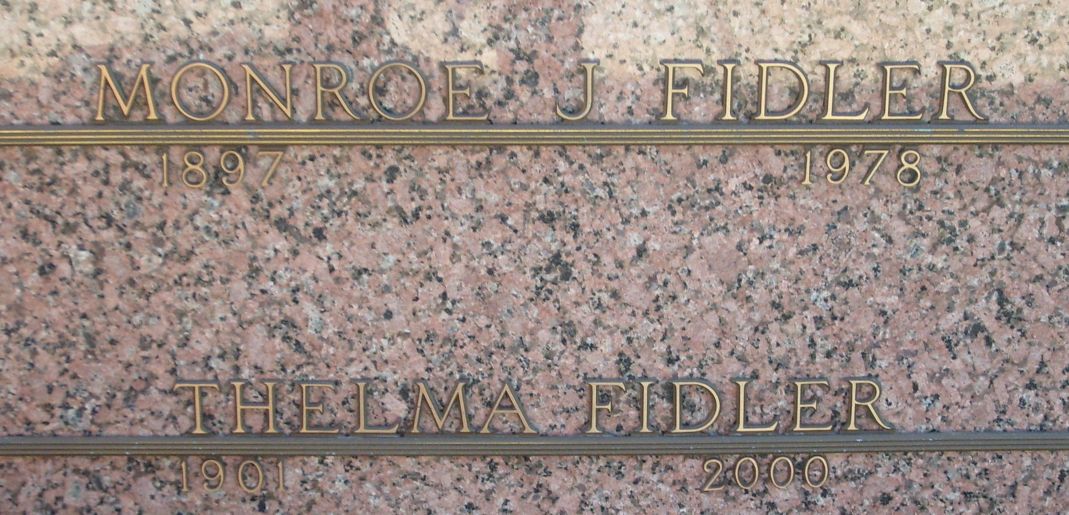 MONROE J FIDLER
1897 1978
THELMA FIDLER
1901 2000